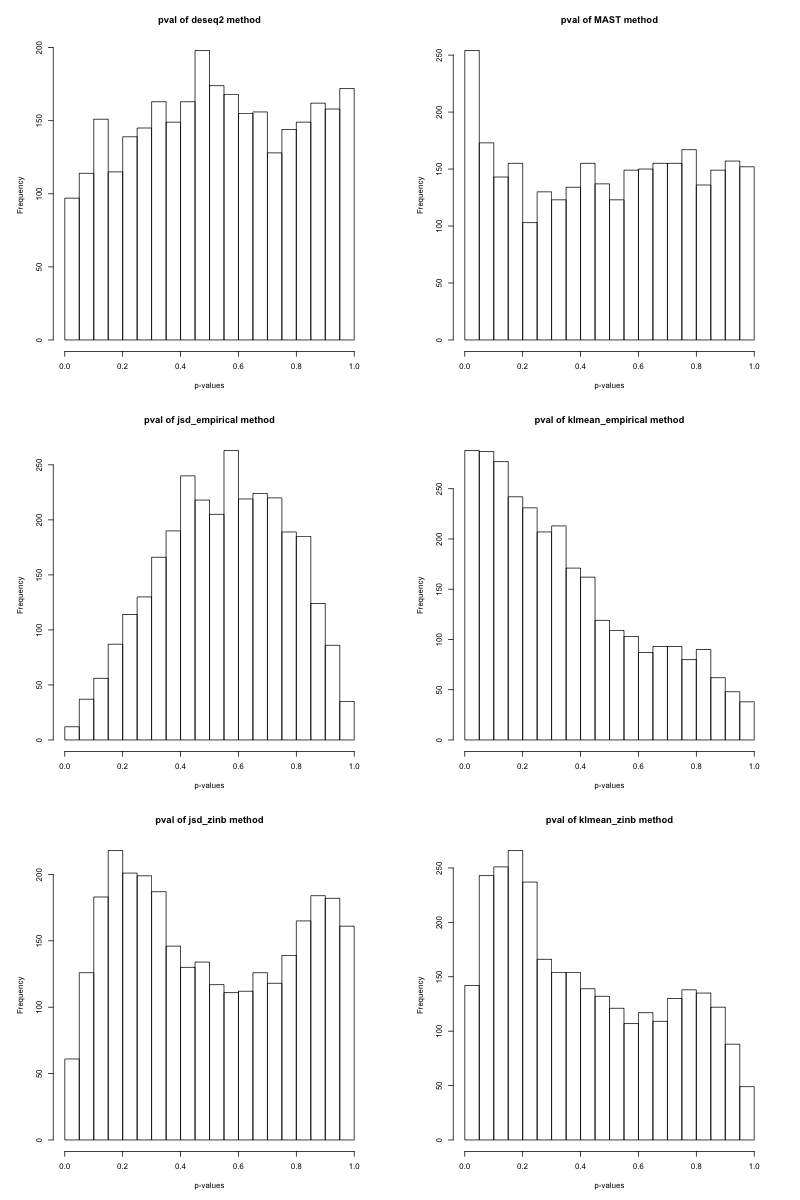 pval of deseq2 method
Frequency
0 50 100 150 200
0.0 0.2 0.4 0.6 0.8 1.0
p-values
pval of MAST method
Frequency
0 50 100 150 200 250
0.0 0.2 0.4 0.6 0.8 1.0
p-values
pval of jsd_empirical method
Frequency
0 50 100 150 200 250
0.0 0.2 0.4 0.6 0.8 1.0
p-values
pval of klmean_empirical method
Frequency
0 50 100 150 200 250
0.0 0.2 0.4 0.6 0.8 1.0
p-values
pval of jsd_zinb method
Frequency
0 50 100 150 200
0.0 0.2 0.4 0.6 0.8 1.0
p-values
pval of klmean_zinb method
Frequency
0 50 100 150 200 250
0.0 0.2 0.4 0.6 0.8 1.0
p-values